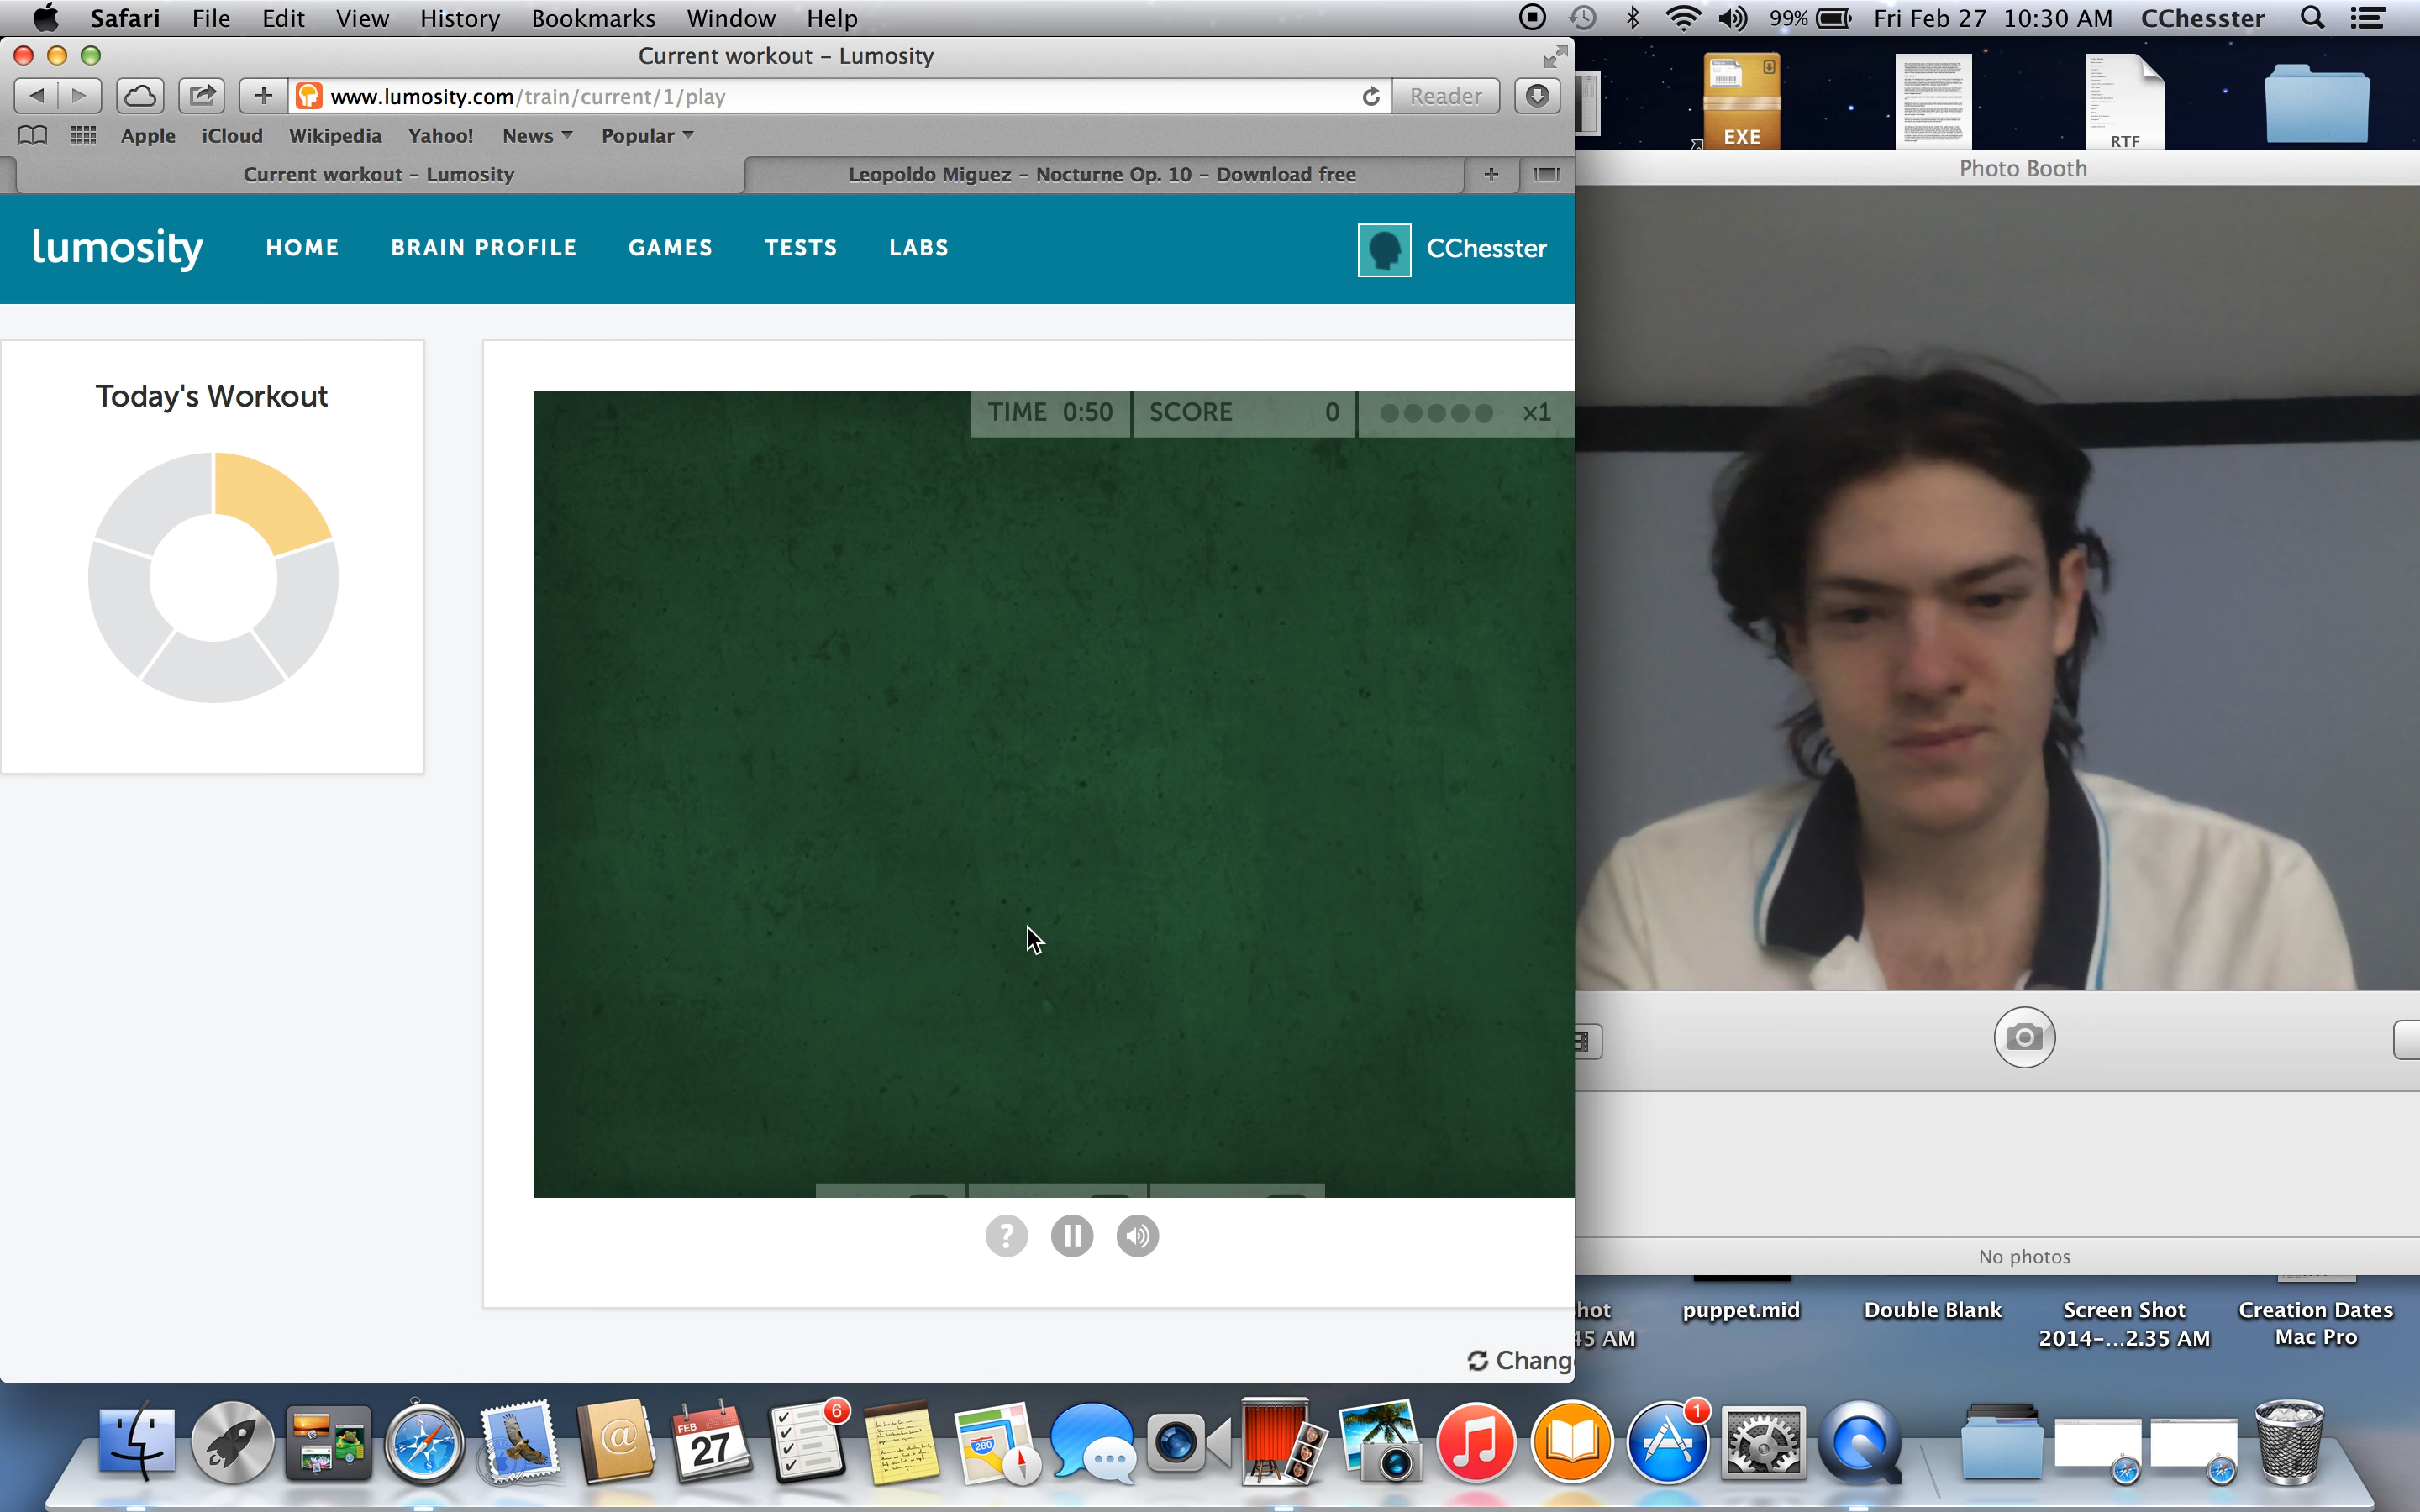 Safari File Edit View History Bookmarks Window Help 99% Fri Feb 27 10:30 AM CChesster
Current workout – Lumosity
www.lumosity.com/train/current/1/play Reader
Apple iCloud Wikipedia Yahoo! News Popular
Current workout – Lumosity Leopoldo Miguez – Nocturne Op. 10 – Download free
lumosity HOME BRAIN PROFILE GAMES TESTS LABS CChesster
Today's Workout
TIME 0:50 SCORE 0 x1
? 
Chang
EXE
RTF
Photo Booth
No photos
hot
45 AM
puppet.mid
Double Blank
Screen Shot
2014-...2.35 AM
Creation Dates
Mac Pro
@
FEB
27
6
280
1